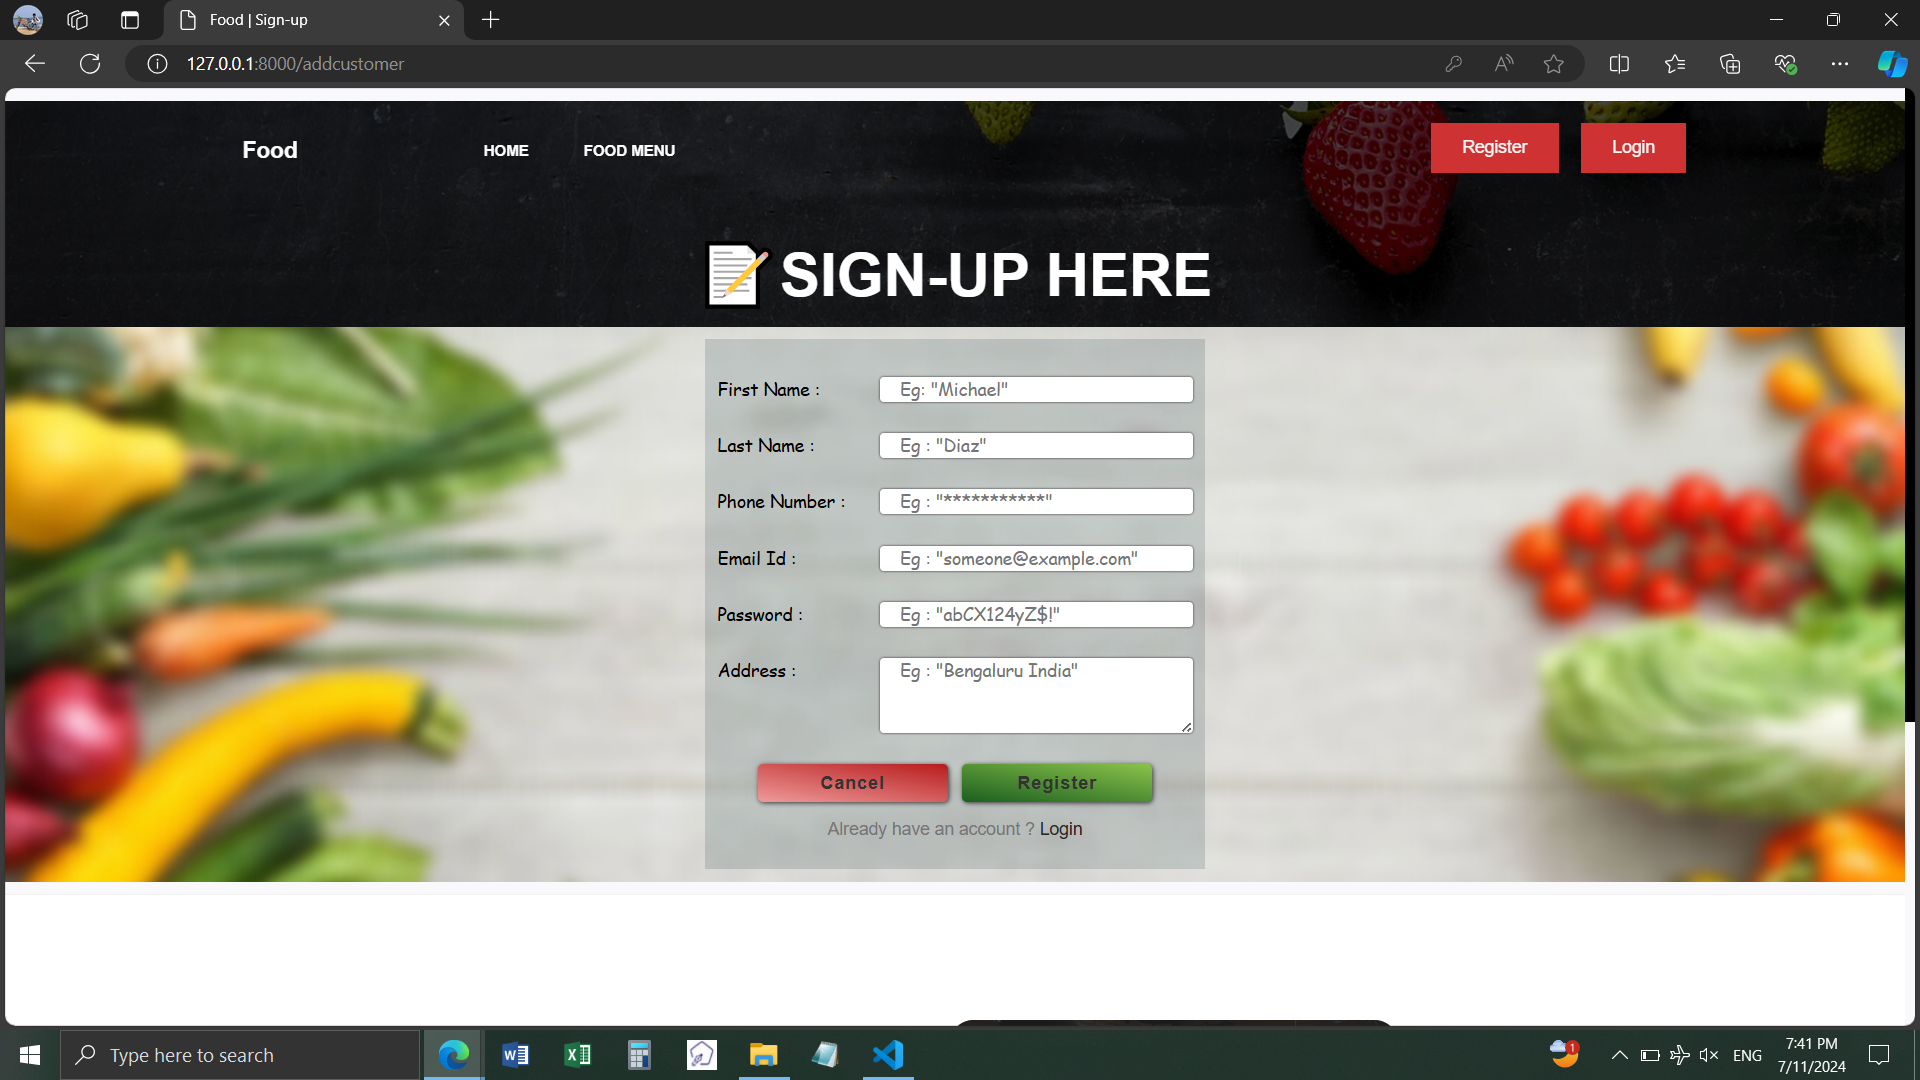 Food | Sign-up
127.0.0.1:8000/addcustomer
Food
HOME
FOOD MENU
Register
Login
SIGN-UP HERE
First Name :
Eg: "Michael"
Last Name :
Eg : "Diaz"
Phone Number :
Eg : "***********"
Email Id :
Eg : "someone@example.com"
Password :
Eg : "abCX124yZ$!"
Address :
Eg : "Bengaluru India"
Cancel
Register
Already have an account ? Login
Type here to search
1
ENG
7:41 PM
7/11/2024